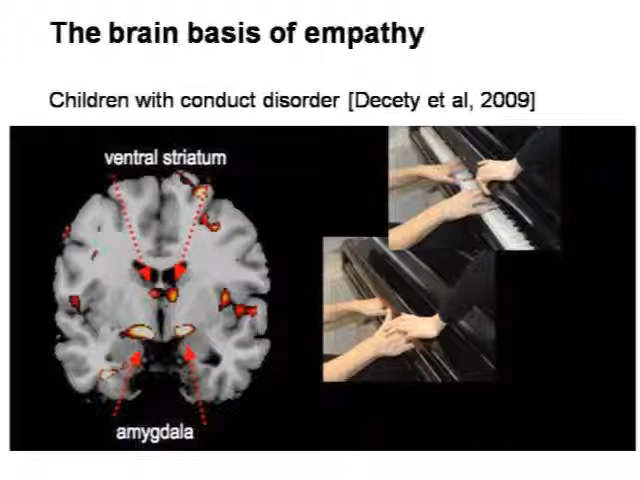 The brain basis of empathy
Children with conduct disorder [Decety et al, 2009]
ventral striatum
amygdala